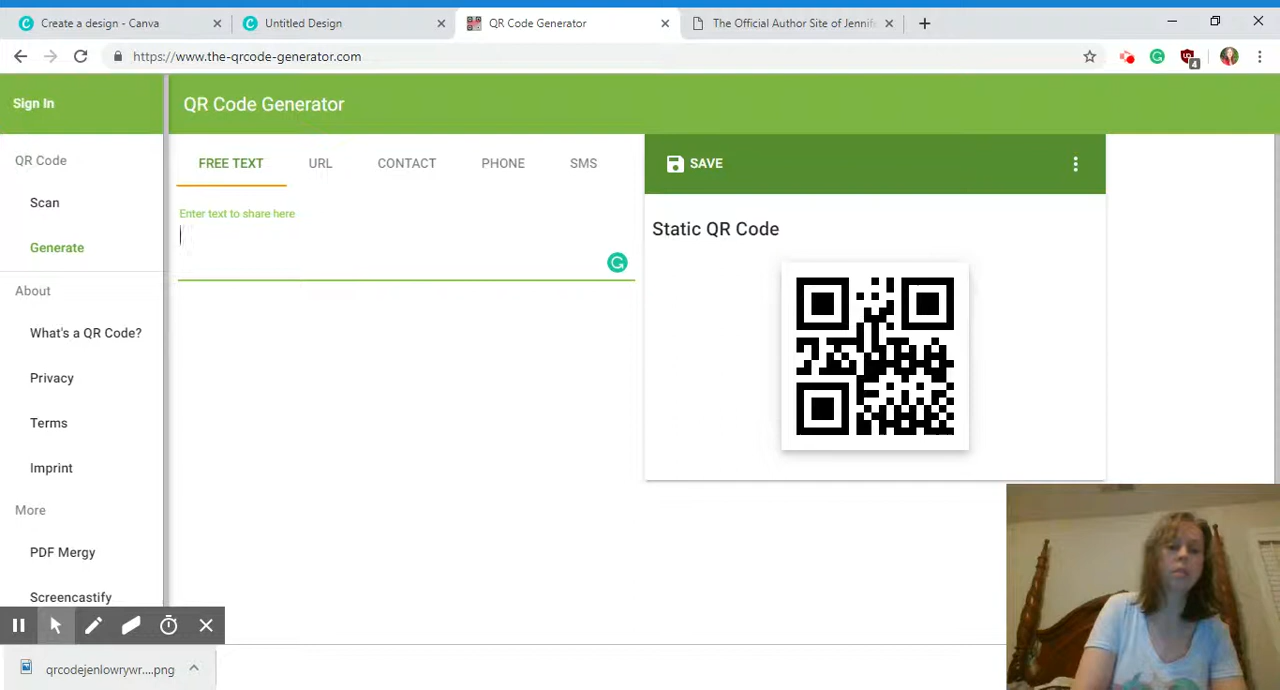 Create a design - Canva
Untitled Design
QR Code Generator
The Official Author Site of Jennif
https://www.the-qrcode-generator.com
4
Sign In
QR Code Generator
QR Code
Scan
Generate
About
What's a QR Code?
Privacy
Terms
Imprint
More
PDF Mergy
Screencastify
FREE TEXT
URL
CONTACT
PHONE
SMS
Enter text to share here
SAVE
Static QR Code
qrcodejenlowrywr....png